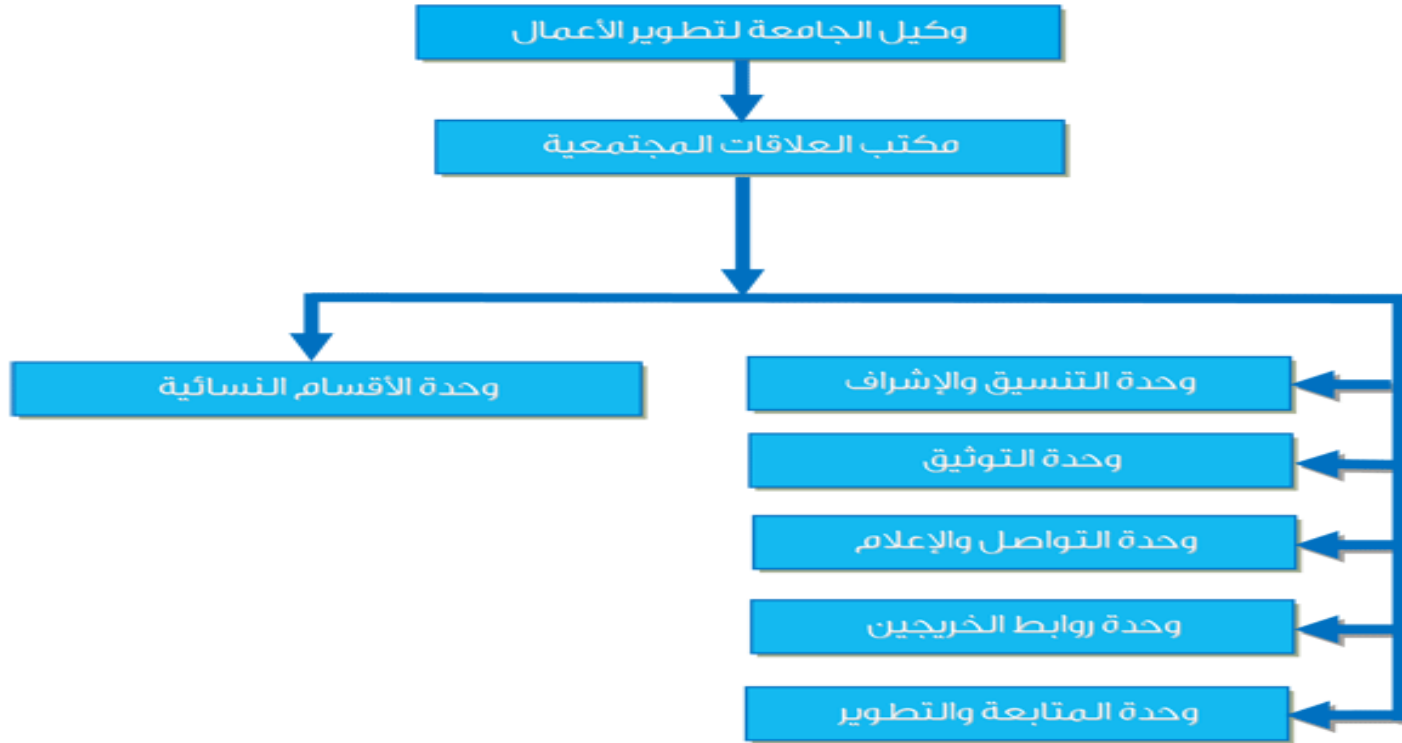 وكيل الجامعة لتطوير الأعمال
مكتب العلاقات المجتمعية
وحدة التنسيق والإشراف
وحدة الأقسام النسائية
وحدة التوثيق
وحدة التواصل والإعلام
وحدة روابط الخريجين
وحدة المتابعة والتطوير